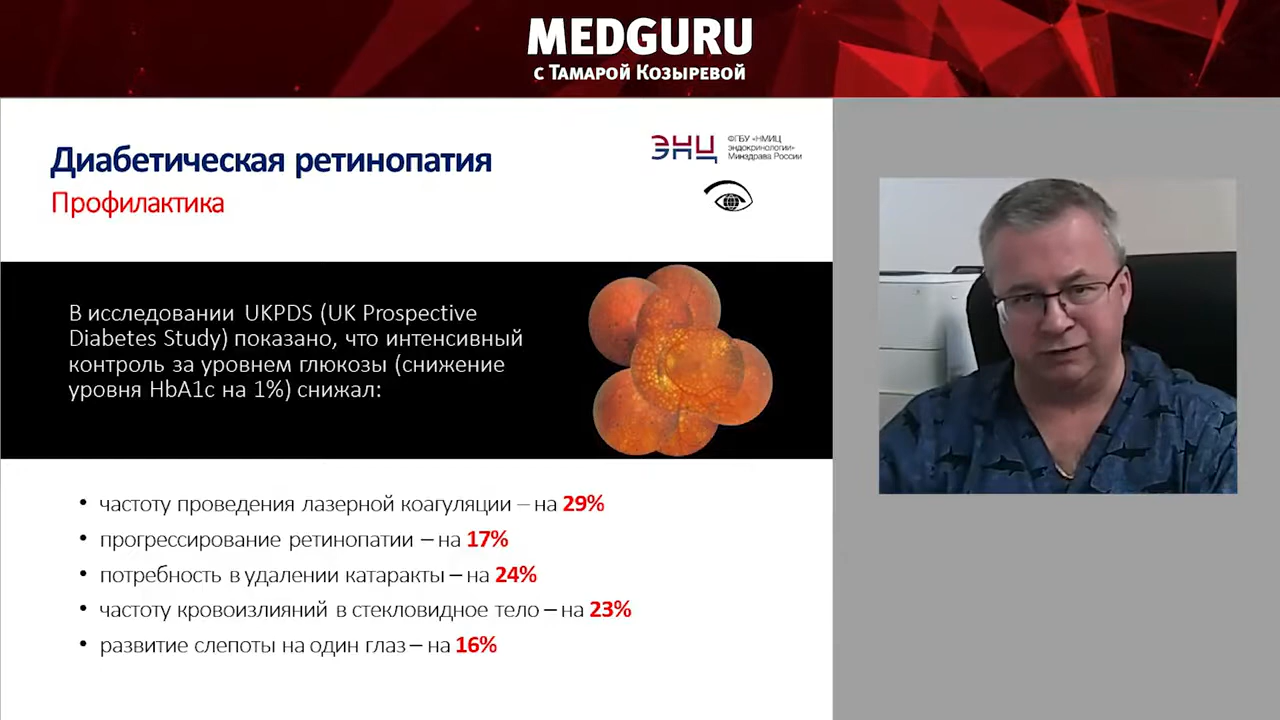 MEDGURU
с Тамарой Козыревой
Диабетическая ретинопатия
Профилактика
ЭНЦ
ФГБУ «НМИЦ
эндокринологии»
Минздрава России
В исследовании UKPDS (UK Prospective
Diabetes Study) показано, что интенсивный
контроль за уровнем глюкозы (снижение
уровня HbA1c на 1%) снижал:
• частоту проведения лазерной коагуляции – на 29%
• прогрессирование ретинопатии – на 17%
• потребность в удалении катаракты – на 24%
• частоту кровоизлияний в стекловидное тело – на 23%
• развитие слепоты на один глаз – на 16%